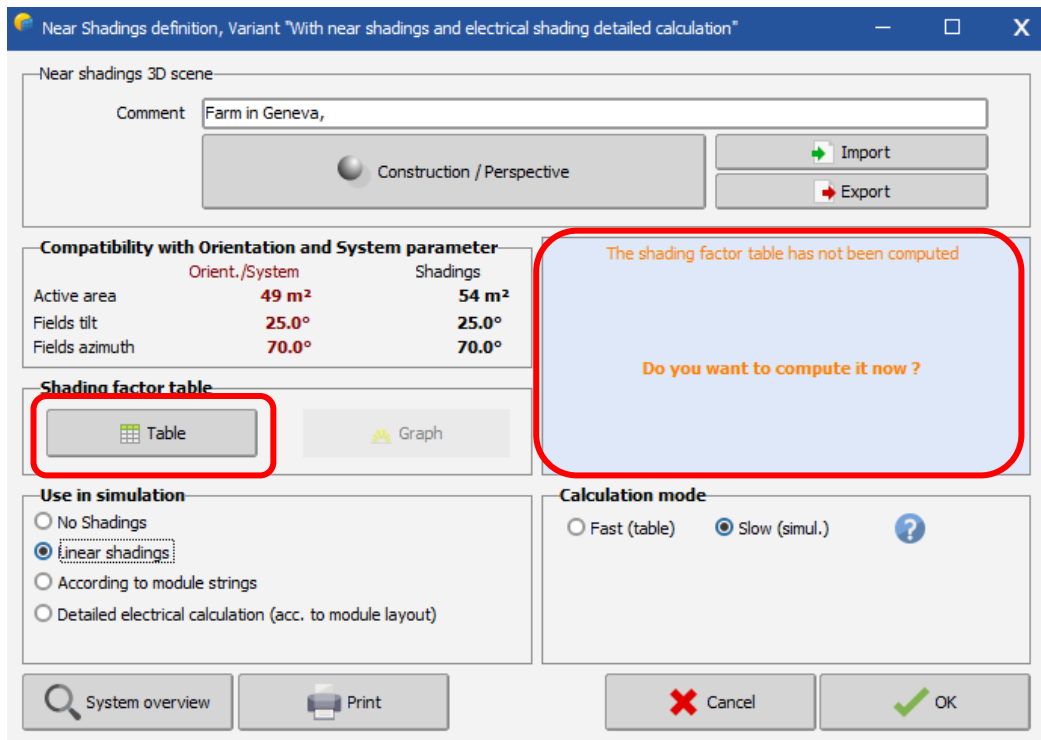 Near Shadings definition, Variant "With near shadings and electrical shading detailed calculation"
Near shadings 3D scene
Comment Farm in Geneva,
Construction / Perspective
Import
Export
Compatibility with Orientation and System parameter
Orient./System Shadings
Active area 49 m² 54 m²
Fields tilt 25.0° 25.0°
Fields azimuth 70.0° 70.0°
The shading factor table has not been computed
Do you want to compute it now ?
Shading factor table
Table Graph
Use in simulation
No Shadings
Linear shadings
According to module strings
Detailed electrical calculation (acc. to module layout)
Calculation mode
Fast (table) Slow (simul.) ?
System overview Print Cancel OK